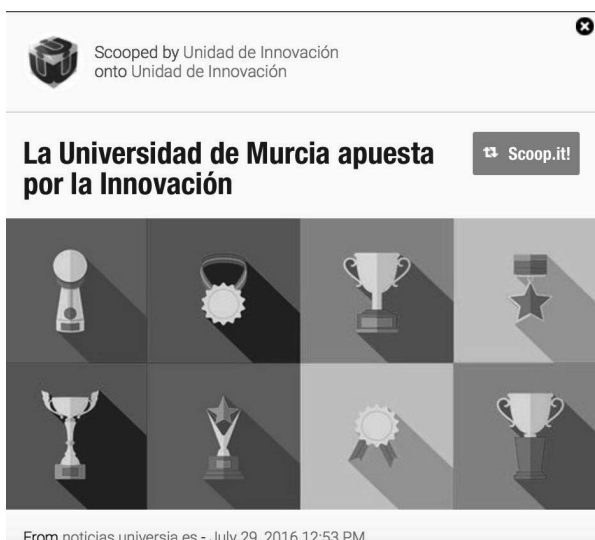 Scooped by Unidad de Innovación
onto Unidad de Innovación
La Universidad de Murcia apuesta
por la Innovación
Scoop.it!
From noticias.universia.es - July 29, 2016 12:53 PM